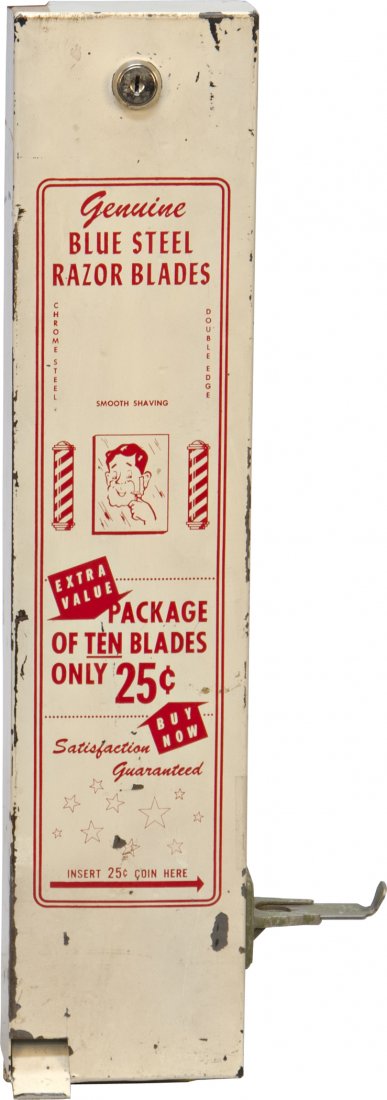 Genuine
BLUE STEEL
RAZOR BLADES
CHROME STEEL
DOUBLE EDGE
SMOOTH SHAVING
EXTRA
VALUE
PACKAGE
OF TEN BLADES
ONLY 25¢
BUY
NOW
Satisfaction
Guaranteed
INSERT 25¢ COIN HERE